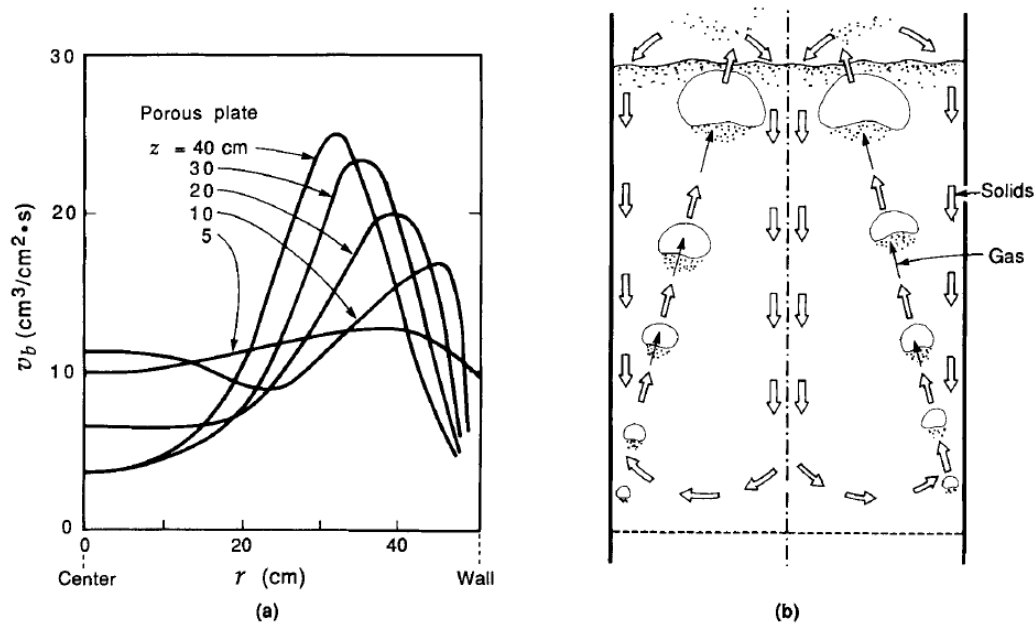 (a)
30
20
10
0
v_b (cm³/cm²•s)
Porous plate
z = 40 cm
30
20
10
5
0
20
40
Center
r (cm)
Wall
(b)
Solids
Gas